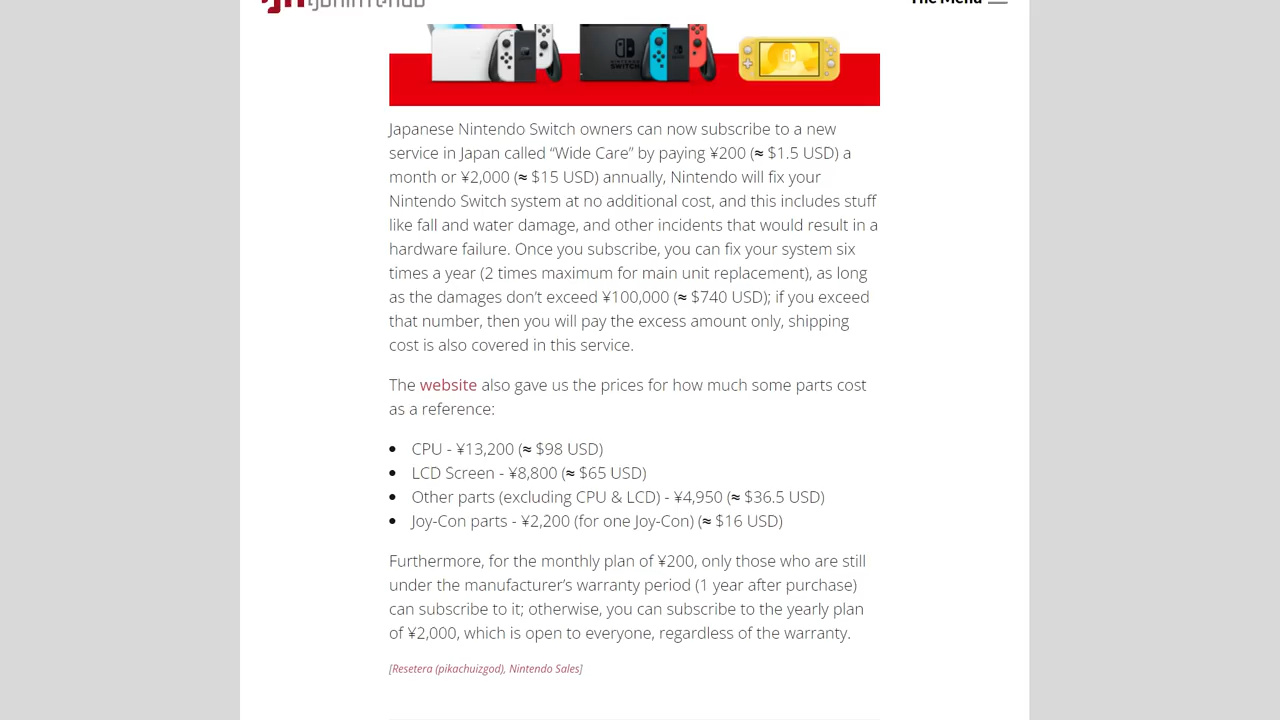 The Menu
NINTENDO
SWITCH
Japanese Nintendo Switch owners can now subscribe to a new
service in Japan called “Wide Care” by paying ¥200 (≈ $1.5 USD) a
month or ¥2,000 (≈ $15 USD) annually, Nintendo will fix your
Nintendo Switch system at no additional cost, and this includes stuff
like fall and water damage, and other incidents that would result in a
hardware failure. Once you subscribe, you can fix your system six
times a year (2 times maximum for main unit replacement), as long
as the damages don’t exceed ¥100,000 (≈ $740 USD); if you exceed
that number, then you will pay the excess amount only, shipping
cost is also covered in this service.
The website also gave us the prices for how much some parts cost
as a reference:
• CPU - ¥13,200 (≈ $98 USD)
• LCD Screen - ¥8,800 (≈ $65 USD)
• Other parts (excluding CPU & LCD) - ¥4,950 (≈ $36.5 USD)
• Joy-Con parts - ¥2,200 (for one Joy-Con) (≈ $16 USD)
Furthermore, for the monthly plan of ¥200, only those who are still
under the manufacturer’s warranty period (1 year after purchase)
can subscribe to it; otherwise, you can subscribe to the yearly plan
of ¥2,000, which is open to everyone, regardless of the warranty.
[Resetera (pikachuizgod), Nintendo Sales]